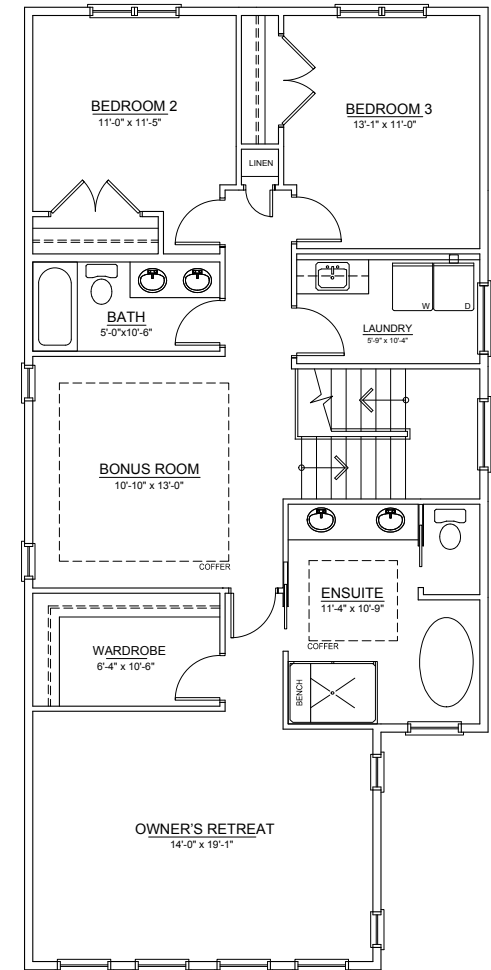 BEDROOM 2
11'-0" x 11'-5"
BEDROOM 3
13'-1" x 11'-0"
LINEN
BATH
5'-0"x10'-6"
W
D
LAUNDRY
5'-9" x 10'-4"
BONUS ROOM
10'-10" x 13'-0"
COFFER
ENSUITE
11'-4" x 10'-9"
COFFER
WARDROBE
6'-4" x 10'-6"
BENCH
OWNER'S RETREAT
14'-0" x 19'-1"